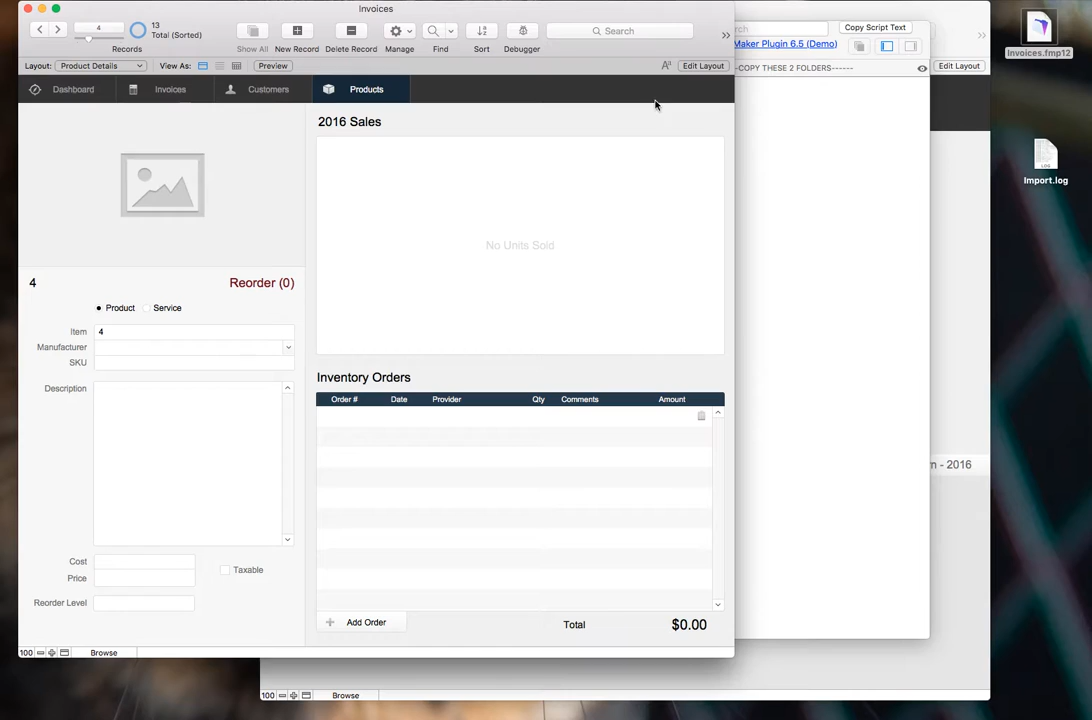 Invoices
4
13
Total (Sorted)
Records
Show All
New Record
Delete Record
Manage
Find
Sort
Debugger
Search
Layout:
Product Details
View As:
Preview
Edit Layout
Dashboard
Invoices
Customers
Products
4
Reorder (0)
Product
Service
Item
4
Manufacturer
SKU
Description
Cost
Price
Taxable
Reorder Level
100
Browse
2016 Sales
No Units Sold
Inventory Orders
Order #
Date
Provider
Qty
Comments
Amount
Add Order
Total
$0.00
Copy Script Text
Maker Plugin 6.5 (Demo)
-COPY THESE 2 FOLDERS------
Edit Layout
- 2016
100
Browse
Invoices.fmp12
LOG
Import.log